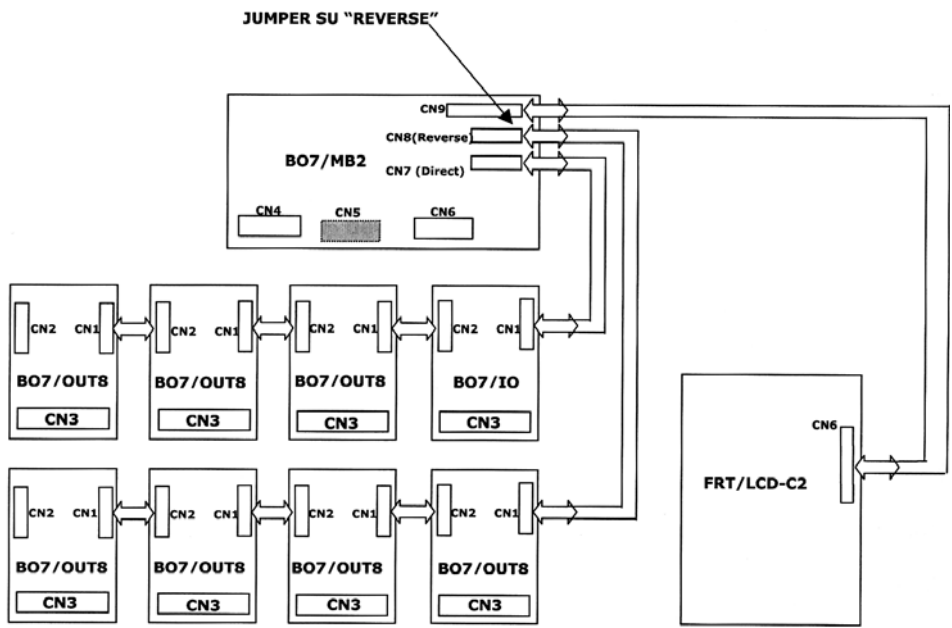 JUMPER SU “REVERSE”
CN9
CN8(Reverse)
BO7/MB2
CN7 (Direct)
CN4
CN5
CN6
CN2 CN1
CN2 CN1
CN2 CN1
CN2 CN1
BO7/OUT8
BO7/OUT8
BO7/OUT8
BO7/IO
CN3
CN3
CN3
CN3
CN6
FRT/LCD-C2
CN2 CN1
CN2 CN1
CN2 CN1
CN2 CN1
BO7/OUT8
BO7/OUT8
BO7/OUT8
BO7/OUT8
CN3
CN3
CN3
CN3